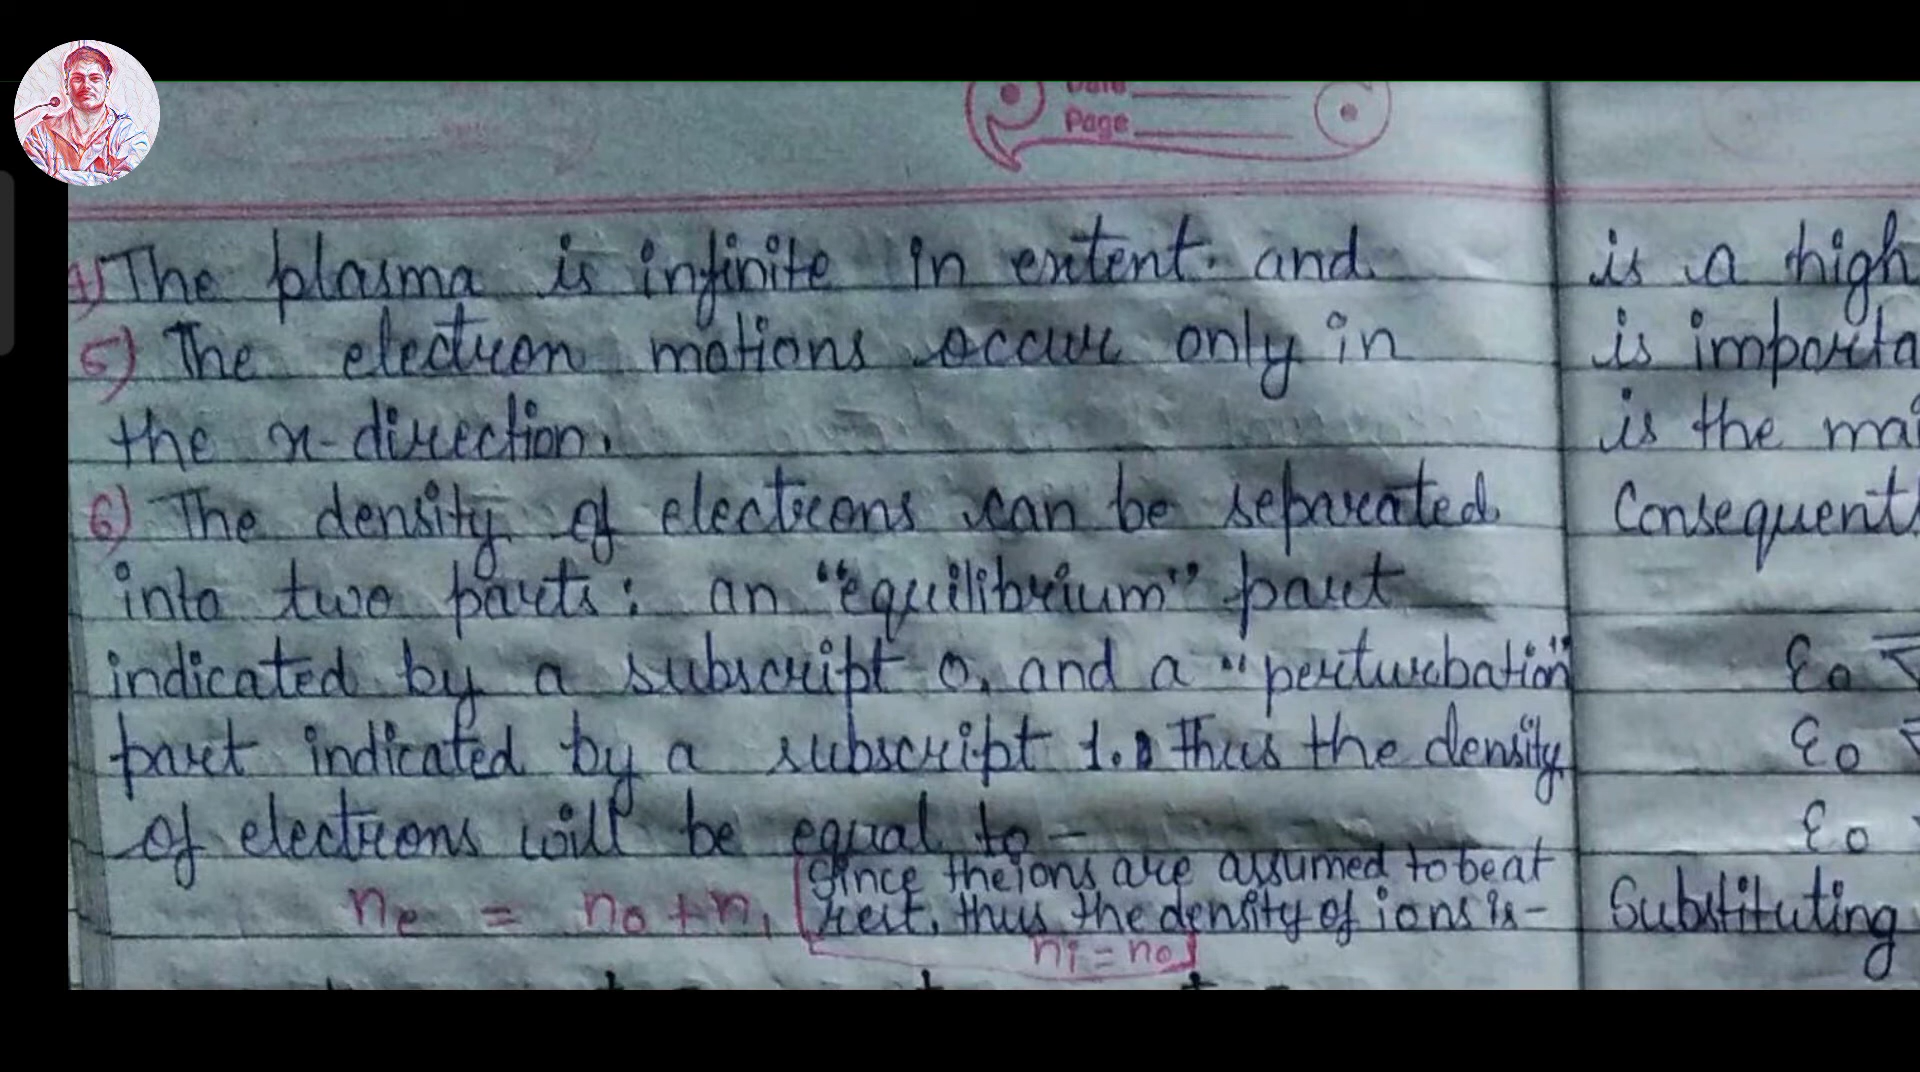 Date
Page
4) The plasma is infinite in extent. and
5) The electron motions occur only in
the x-direction.
6) The density of electrons can be separated
into two parts: an "equilibrium" part
indicated by a subscript 0, and a "perturbation"
part indicated by a subscript 1. Thus the density
of electrons will be equal to -
nₑ = n₀ + n₁
Since the ions are assumed to be at
rest, thus the density of ions is -
nᵢ = n₀
is a high
is importa
is the mai
Consequent
ε₀ ∇
ε₀
ε₀
Substituting